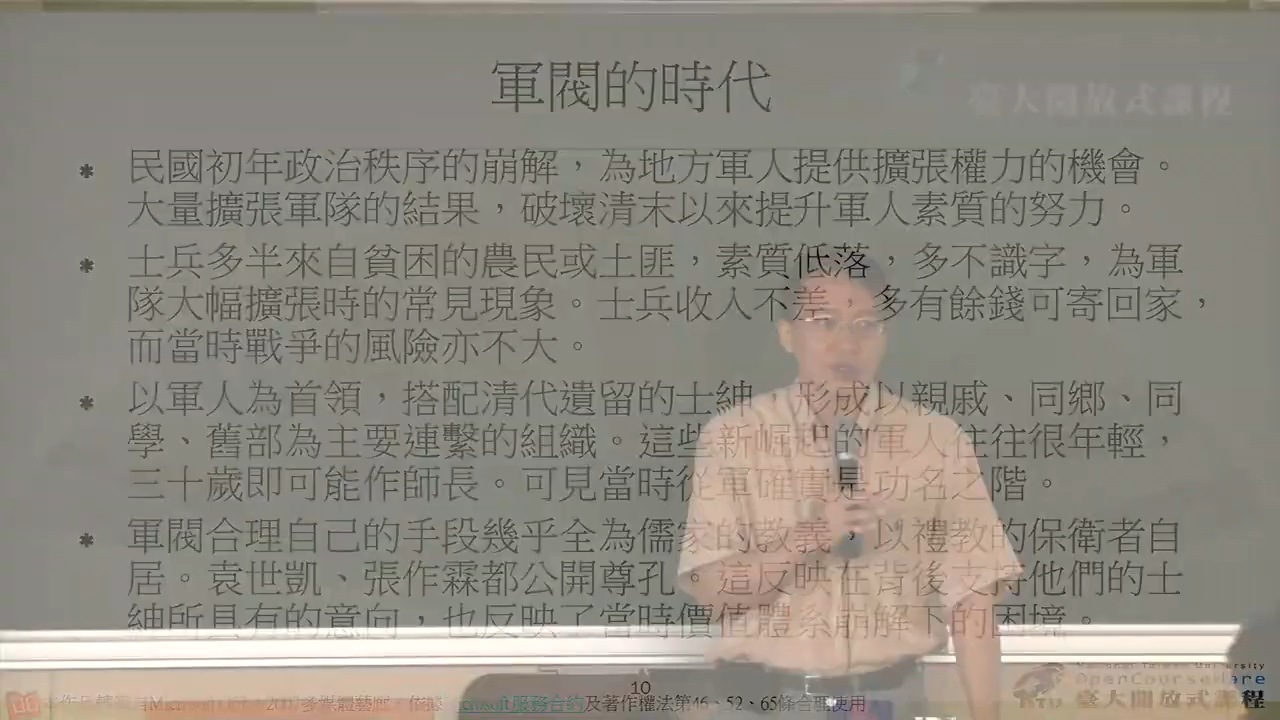 軍閥的時代
臺大開放式課程
* 民國初年政治秩序的崩解，為地方軍人提供擴張權力的機會。
大量擴張軍隊的結果，破壞清末以來提升軍人素質的努力。
* 士兵多半來自貧困的農民或土匪，素質低落，多不識字，為軍
隊大幅擴張時的常見現象。士兵收入不差，多有餘錢可寄回家，
而當時戰爭的風險亦不大。
* 以軍人為首領，搭配清代遺留的士紳，形成以親戚、同鄉、同
學、舊部為主要連繫的組織。這些新崛起的軍人往往很年輕，
三十歲即可能作師長。可見當時從軍確實是功名之階。
* 軍閥合理自己的手段幾乎全為儒家的教義，以禮教的保衛者自
居。袁世凱、張作霖都公開尊孔。這反映在背後支持他們的士
紳所具有的意向，也反映了當時價值體系崩解下的困境。
10
及著作權法第46、52、65條合理使用
National Taiwan University
OpenCourseWare
NTU 臺大開放式課程